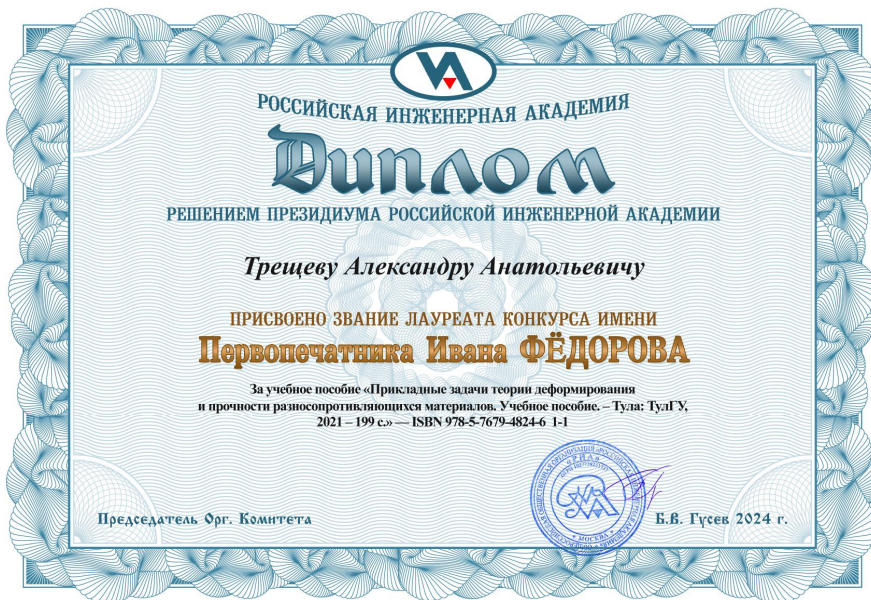 РОССИЙСКАЯ ИНЖЕНЕРНАЯ АКАДЕМИЯ
Диплом
РЕШЕНИЕМ ПРЕЗИДИУМА РОССИЙСКОЙ ИНЖЕНЕРНОЙ АКАДЕМИИ
Трещеву Александру Анатольевичу
ПРИСВОЕНО ЗВАНИЕ ЛАУРЕАТА КОНКУРСА ИМЕНИ
Первопечатника Ивана ФЁДОРОВА
За учебное пособие «Прикладные задачи теории деформирования
и прочности разносопротивляющихся материалов. Учебное пособие. – Тула: ТулГУ,
2021 – 199 с.» — ISBN 978-5-7679-4824-6 1-1
«РИА»
МОСКВА
Председатель Орг. Комитета
Б.В. Гусев 2024 г.